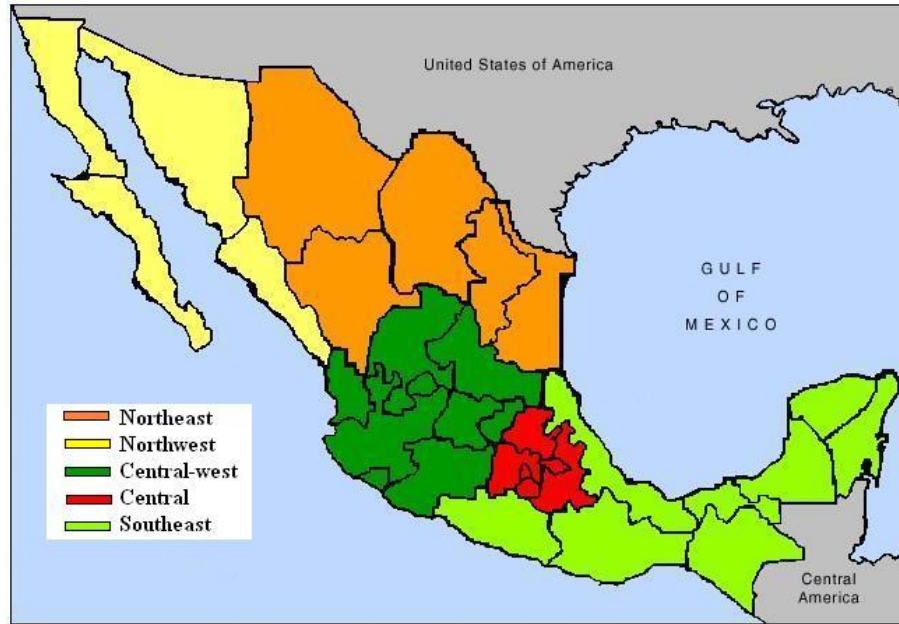 United States of America
GULF
OF
MEXICO
Northeast
Northwest
Central-west
Central
Southeast
Central
America